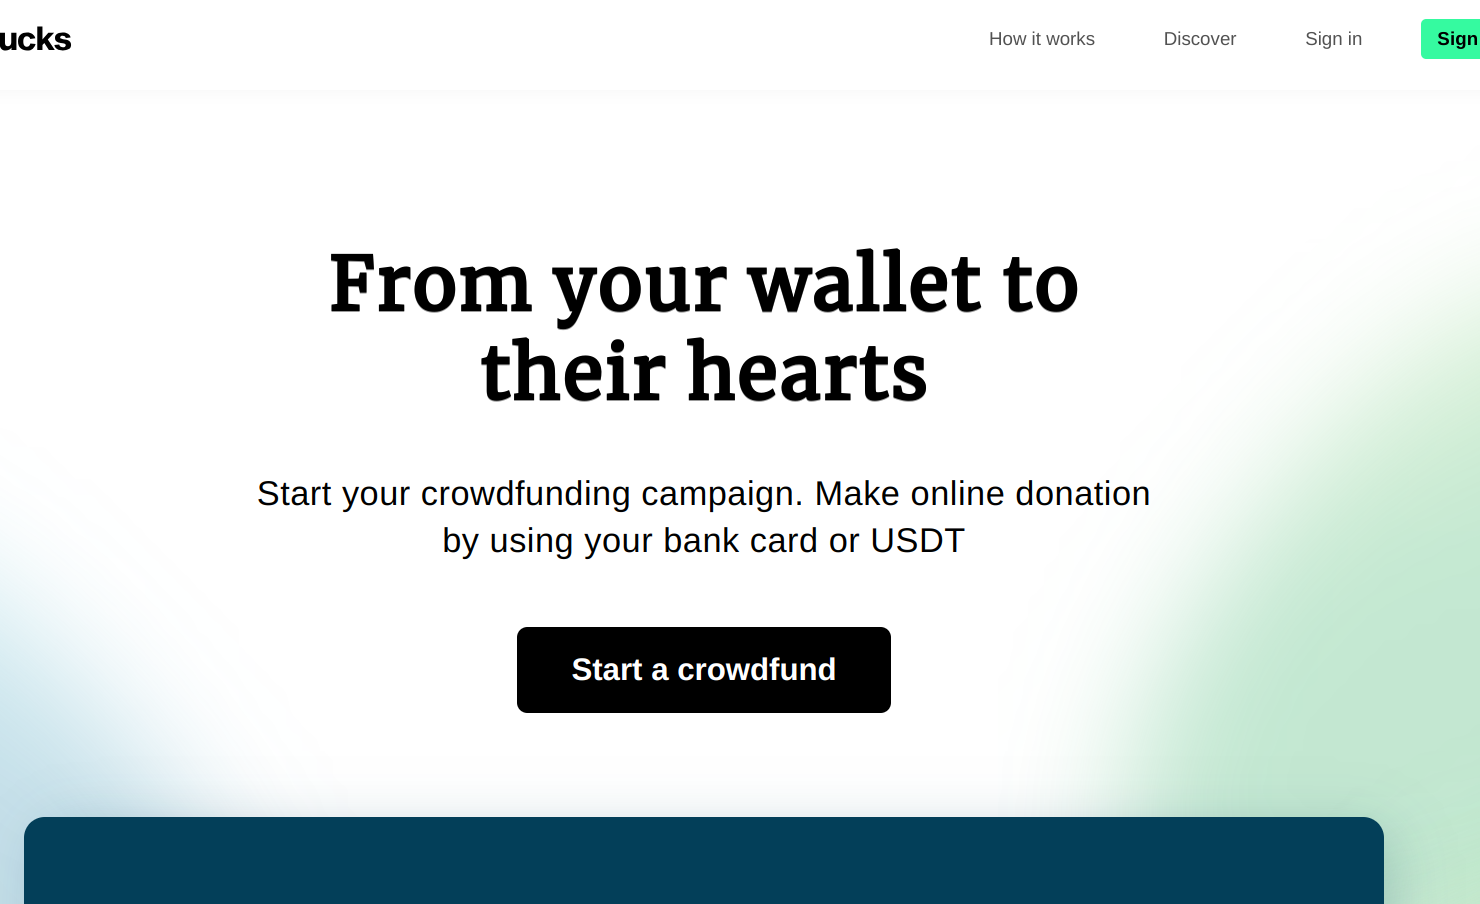 ucks
How it works
Discover
Sign in
Sign
From your wallet to
their hearts
Start your crowdfunding campaign. Make online donation
by using your bank card or USDT
Start a crowdfund